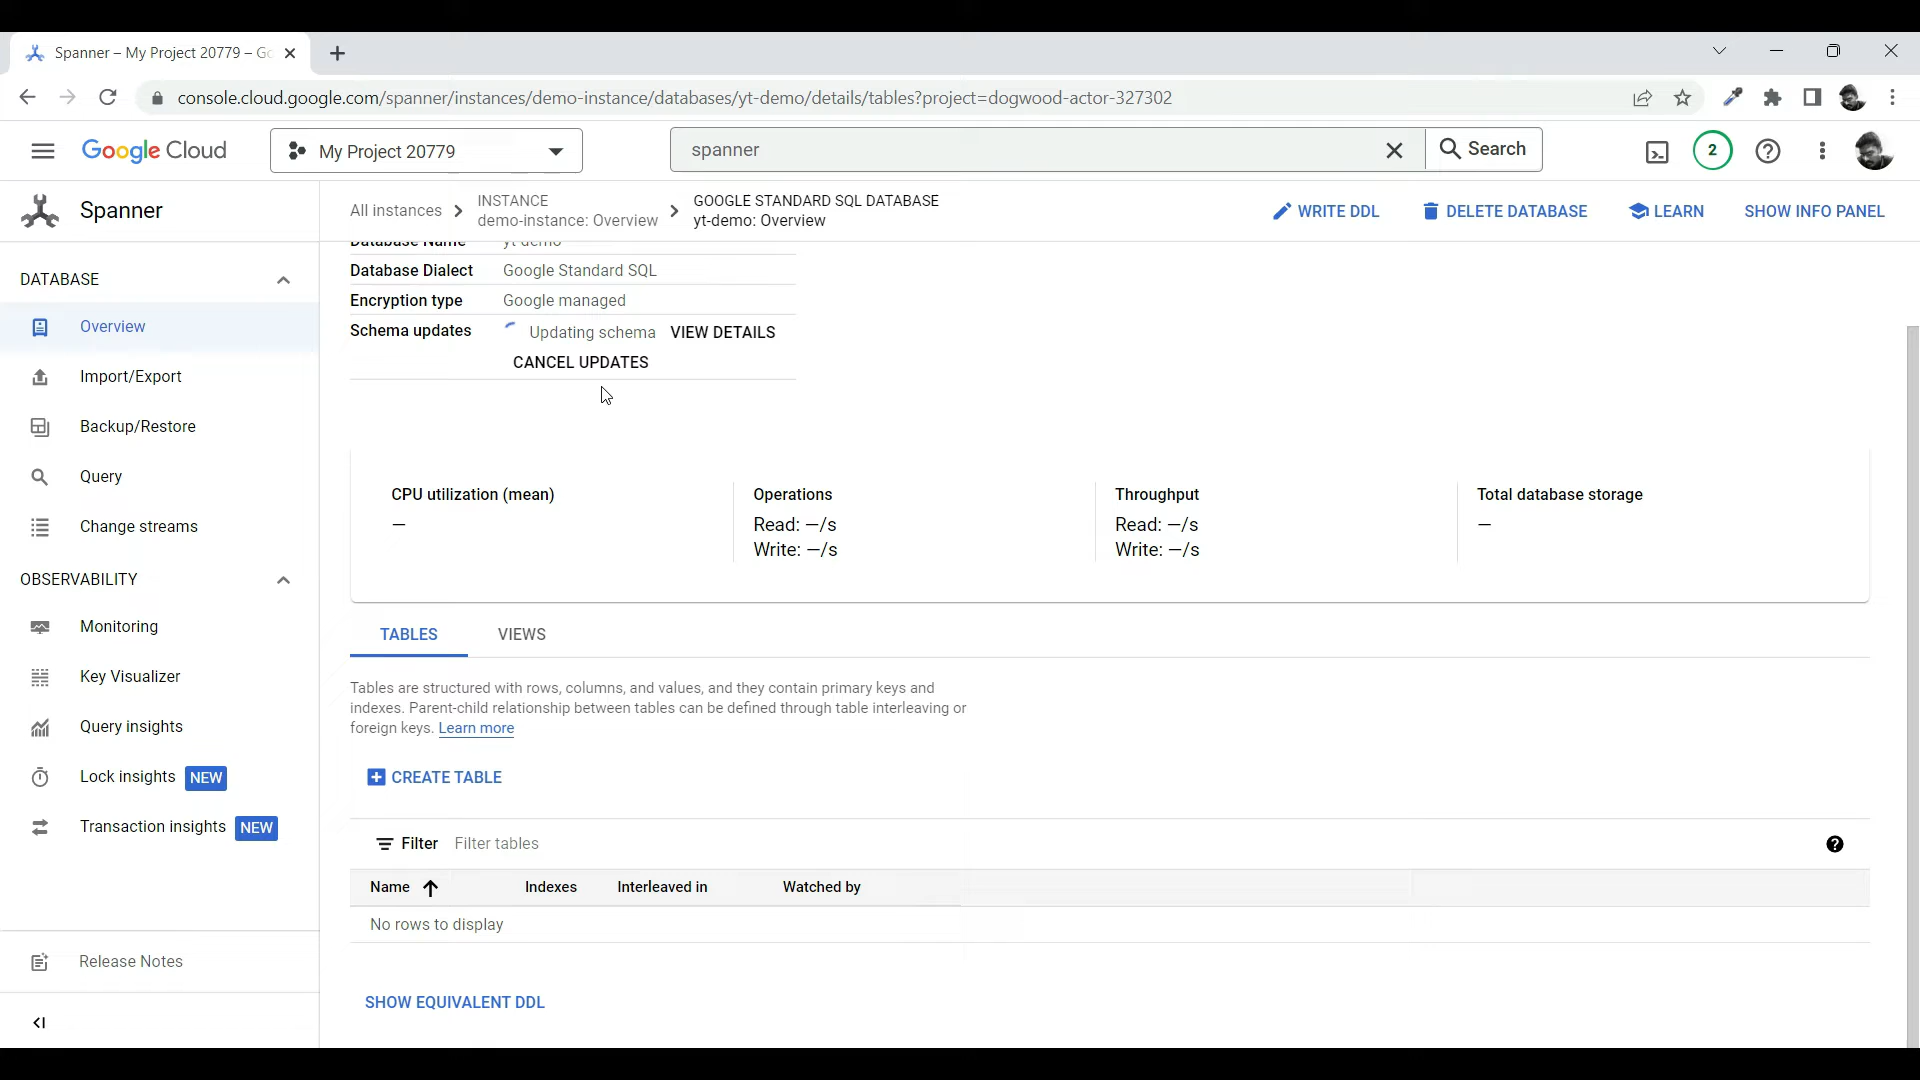 Spanner – My Project 20779 – Go
console.cloud.google.com/spanner/instances/demo-instance/databases/yt-demo/details/tables?project=dogwood-actor-327302
Google Cloud
My Project 20779
spanner
Search
2
Spanner
All instances
INSTANCE
demo-instance: Overview
GOOGLE STANDARD SQL DATABASE
yt-demo: Overview
WRITE DDL
DELETE DATABASE
LEARN
SHOW INFO PANEL
DATABASE
Overview
Import/Export
Backup/Restore
Query
Change streams
OBSERVABILITY
Monitoring
Key Visualizer
Query insights
Lock insights NEW
Transaction insights NEW
Release Notes
Database Name yt-demo
Database Dialect Google Standard SQL
Encryption type Google managed
Schema updates Updating schema VIEW DETAILS
CANCEL UPDATES
CPU utilization (mean)
—
Operations
Read: —/s
Write: —/s
Throughput
Read: —/s
Write: —/s
Total database storage
—
TABLES VIEWS
Tables are structured with rows, columns, and values, and they contain primary keys and
indexes. Parent-child relationship between tables can be defined through table interleaving or
foreign keys. Learn more
CREATE TABLE
Filter Filter tables
Name Indexes Interleaved in Watched by
No rows to display
SHOW EQUIVALENT DDL